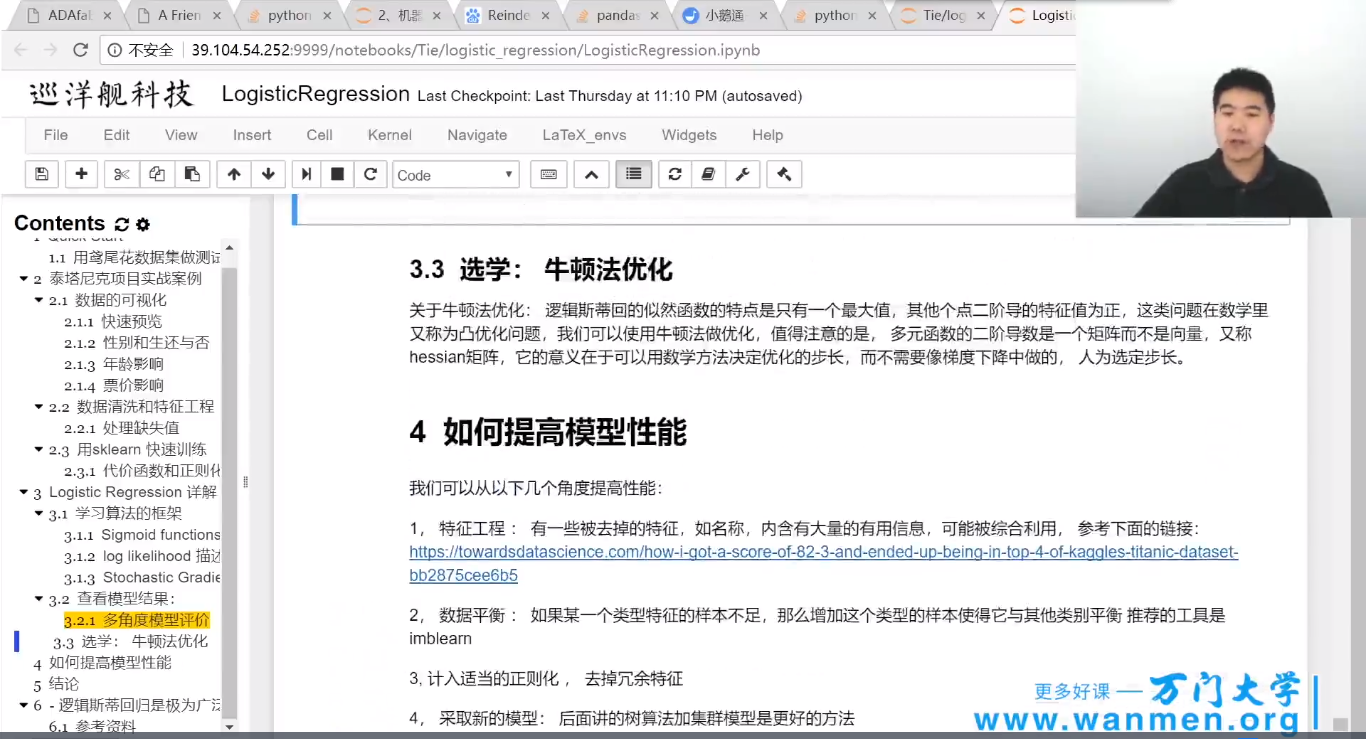 ADAfab
A Frien
python
2、机器
Reinde
pandas
小鹅通
python
Tie/log
Logistic
不安全
39.104.54.252:9999/notebooks/Tie/logistic_regression/LogisticRegression.ipynb
巡洋舰科技
LogisticRegression Last Checkpoint: Last Thursday at 11:10 PM (autosaved)
File Edit View Insert Cell Kernel Navigate LaTeX_envs Widgets Help
Code
Contents
1 Quick Start
1.1 用鸢尾花数据集做测试
2 泰塔尼克项目实战案例
2.1 数据的可视化
2.1.1 快速预览
2.1.2 性别和生还与否
2.1.3 年龄影响
2.1.4 票价影响
2.2 数据清洗和特征工程
2.2.1 处理缺失值
2.3 用sklearn 快速训练
2.3.1 代价函数和正则化
3 Logistic Regression 详解
3.1 学习算法的框架
3.1.1 Sigmoid functions
3.1.2 log likelihood 描述
3.1.3 Stochastic Gradie
3.2 查看模型结果：
3.2.1 多角度模型评价
3.3 选学： 牛顿法优化
4 如何提高模型性能
5 结论
6 - 逻辑斯蒂回归是极为广泛
6.1 参考资料
3.3 选学： 牛顿法优化
关于牛顿法优化： 逻辑斯蒂回的似然函数的特点是只有一个最大值，其他个点二阶导的特征值为正，这类问题在数学里
又称为凸优化问题，我们可以使用牛顿法做优化，值得注意的是， 多元函数的二阶导数是一个矩阵而不是向量，又称
hessian矩阵，它的意义在于可以用数学方法决定优化的步长，而不需要像梯度下降中做的， 人为选定步长。
4 如何提高模型性能
我们可以从以下几个角度提高性能：
1， 特征工程 ： 有一些被去掉的特征，如名称，内含有大量的有用信息，可能被综合利用， 参考下面的链接：
https://towardsdatascience.com/how-i-got-a-score-of-82-3-and-ended-up-being-in-top-4-of-kaggles-titanic-dataset-
bb2875cee6b5
2， 数据平衡 ： 如果某一个类型特征的样本不足，那么增加这个类型的样本使得它与其他类别平衡 推荐的工具是
imblearn
3, 计入适当的正则化 ， 去掉冗余特征
4， 采取新的模型： 后面讲的树算法加集群模型是更好的方法
更多好课 — 万门大学
www.wanmen.org